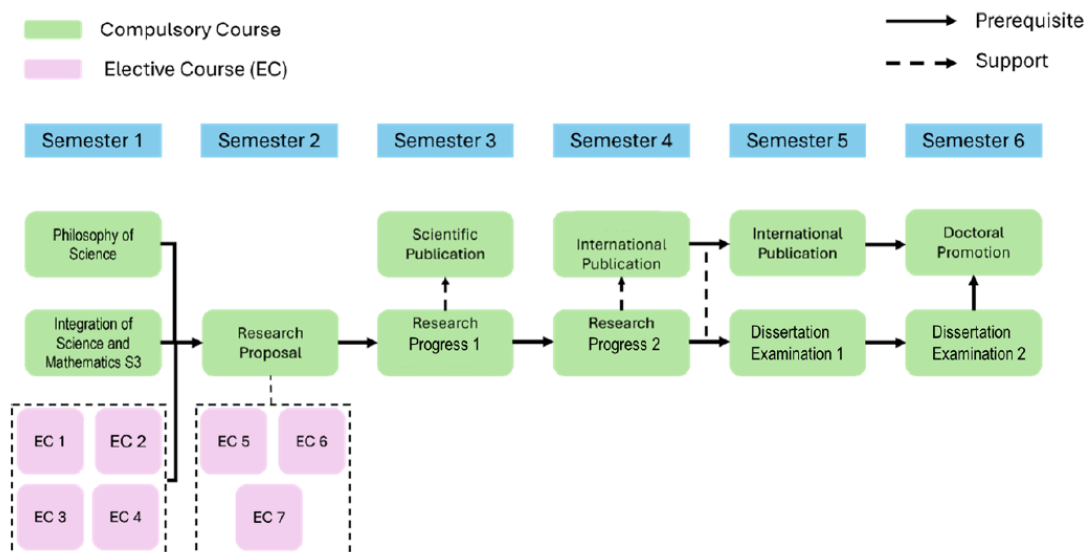 Compulsory Course
Elective Course (EC)
Prerequisite
Support
Semester 1
Semester 2
Semester 3
Semester 4
Semester 5
Semester 6
Philosophy of
Science
Scientific
Publication
International
Publication
International
Publication
Doctoral
Promotion
Integration of
Science and
Mathematics S3
Research
Proposal
Research
Progress 1
Research
Progress 2
Dissertation
Examination 1
Dissertation
Examination 2
EC 1
EC 2
EC 5
EC 6
EC 3
EC 4
EC 7